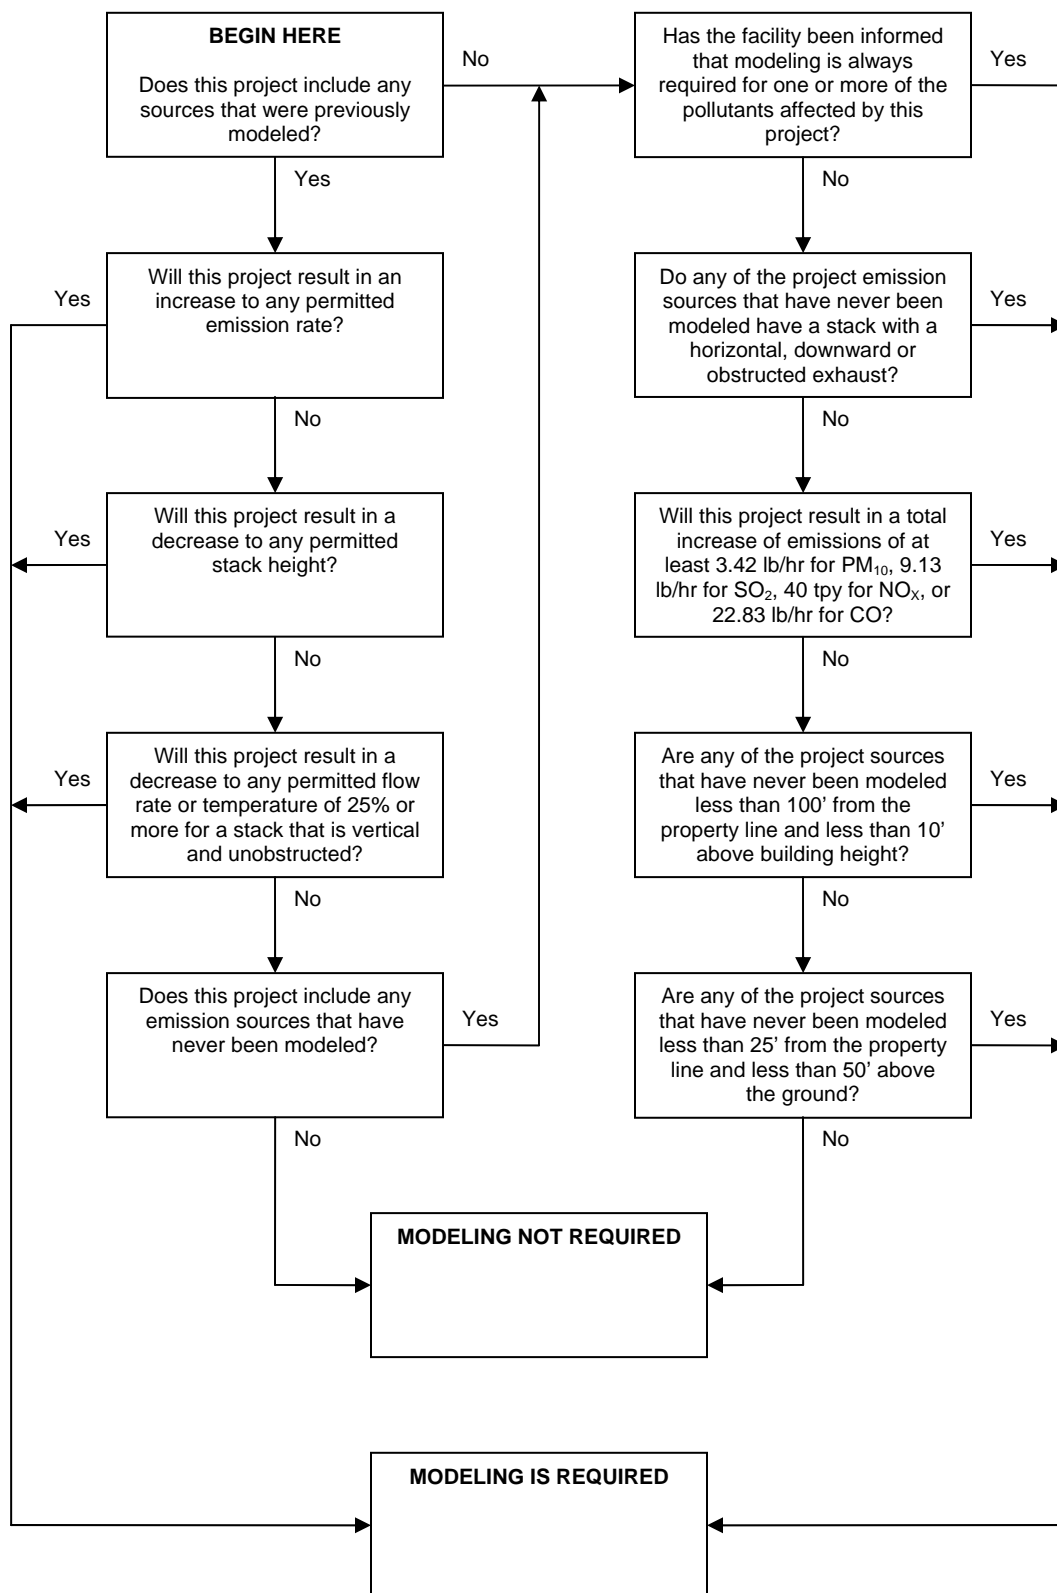 BEGIN HERE
Does this project include any
sources that were previously
modeled?
No
Yes
Will this project result in an
increase to any permitted
emission rate?
Yes
No
Will this project result in a
decrease to any permitted
stack height?
Yes
No
Will this project result in a
decrease to any permitted flow
rate or temperature of 25% or
more for a stack that is vertical
and unobstructed?
Yes
No
Does this project include any
emission sources that have
never been modeled?
Yes
No
Has the facility been informed
that modeling is always
required for one or more of the
pollutants affected by this
project?
Yes
No
Do any of the project emission
sources that have never been
modeled have a stack with a
horizontal, downward or
obstructed exhaust?
Yes
No
Will this project result in a total
increase of emissions of at
least 3.42 lb/hr for PM₁₀, 9.13
lb/hr for SO₂, 40 tpy for NOₓ, or
22.83 lb/hr for CO?
Yes
No
Are any of the project sources
that have never been modeled
less than 100’ from the
property line and less than 10’
above building height?
Yes
No
Are any of the project sources
that have never been modeled
less than 25’ from the property
line and less than 50’ above
the ground?
Yes
No
MODELING NOT REQUIRED
MODELING IS REQUIRED